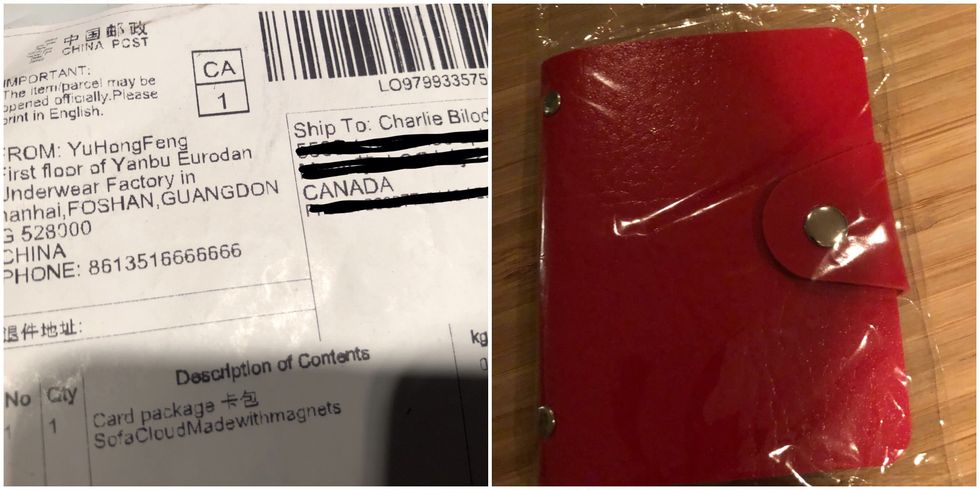 中国邮政
CHINA POST
IMPORTANT:
The item/parcel may be
opened officially.Please
print in English.
CA
1
LO979933575
FROM: YuHongFeng
First floor of Yanbu Eurodan
Underwear Factory in
nanhai,FOSHAN,GUANGDON
G 528000
CHINA
PHONE: 8613516666666
Ship To: Charlie Bilod
CANADA
退件地址:
kg
No Qty Description of Contents
1 1 Card package 卡包
SofaCloudMadewithmagnets
0